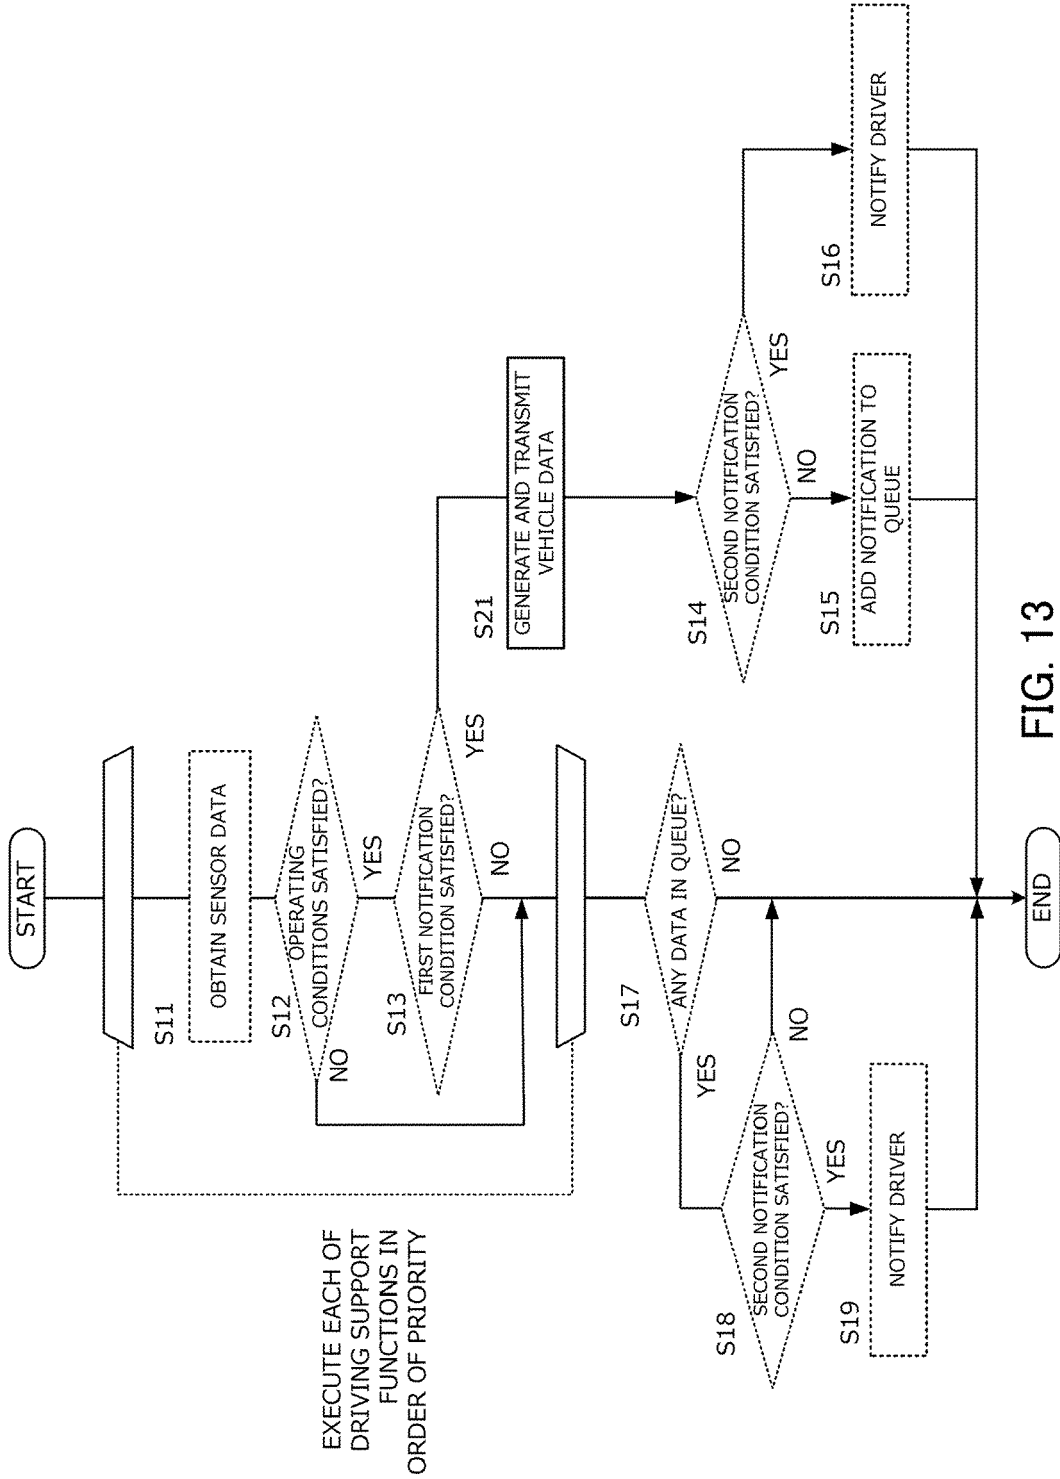 START
S11
OBTAIN SENSOR DATA
S12
OPERATING
CONDITIONS SATISFIED?
NO
YES
S13
FIRST NOTIFICATION
CONDITION SATISFIED?
YES
NO
EXECUTE EACH OF
DRIVING SUPPORT
FUNCTIONS IN
ORDER OF PRIORITY
S21
GENERATE AND TRANSMIT
VEHICLE DATA
S14
SECOND NOTIFICATION
CONDITION SATISFIED?
YES
NO
S15
ADD NOTIFICATION TO
QUEUE
S16
NOTIFY DRIVER
S17
ANY DATA IN QUEUE?
YES
NO
S18
SECOND NOTIFICATION
CONDITION SATISFIED?
NO
YES
S19
NOTIFY DRIVER
END
FIG. 13